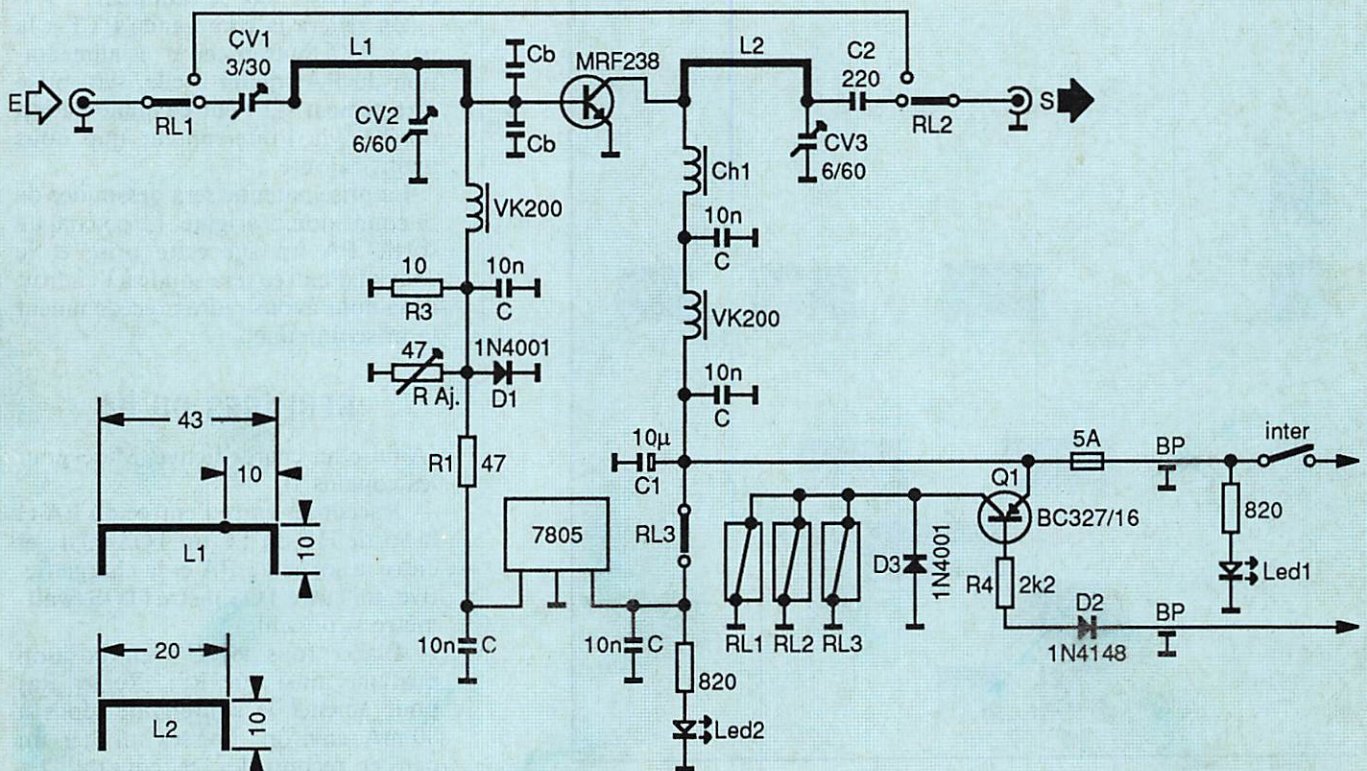 CV1
3/30
L1
Cb
MRF238
L2
C2
220
E
RL1
CV2
6/60
Cb
RL2
S
CV3
6/60
Ch1
VK200
10n
C
10
R3
10n
C
VK200
47
R Aj.
1N4001
D1
10n
C
43
10
L1
10
R1
47
10µ
C1
5A
BP
inter
Q1
BC327/16
820
Led1
7805
RL3
D3
1N4001
R4
2k2
D2
1N4148
BP
RL1
RL2
RL3
20
L2
10
10n
C
10n
C
820
Led2